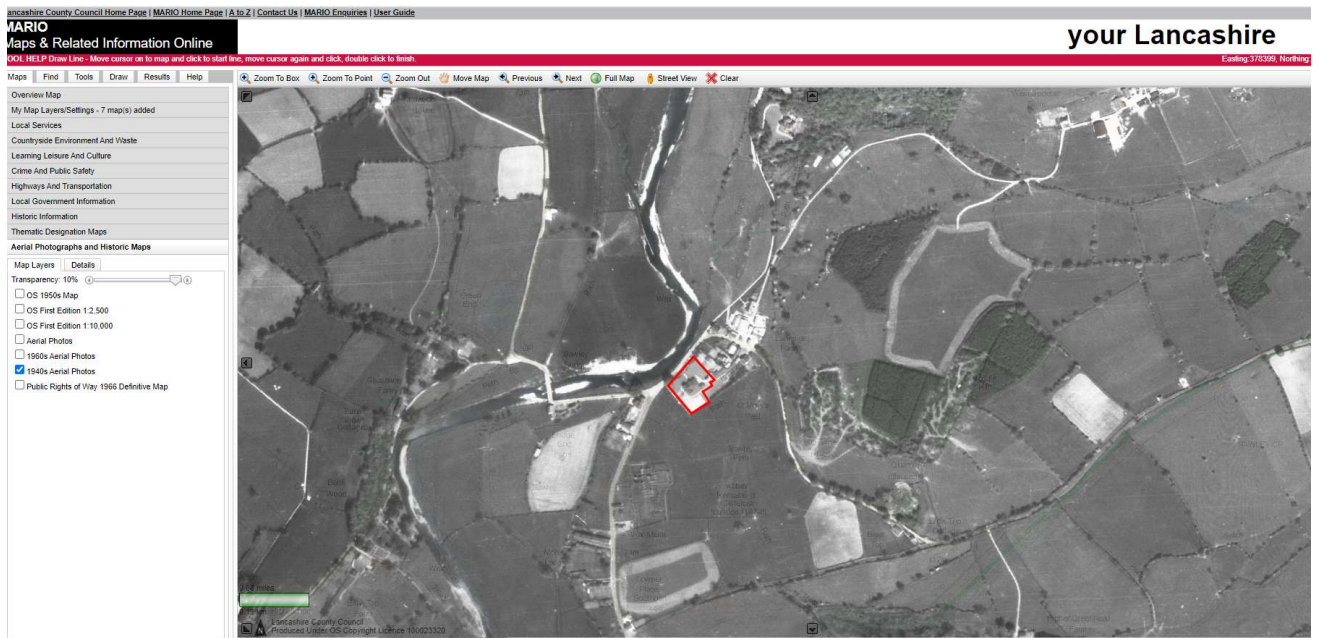 ancashire County Council Home Page | MARIO Home Page | A to Z | Contact Us | MARIO Enquiries | User Guide
MARIO
Maps & Related Information Online
your Lancashire
OOL HELP Draw Line - Move cursor on to map and click to start line, move cursor again and click, double click to finish.
Easting:378399, Northing:
Maps Find Tools Draw Results Help
Zoom To Box Zoom To Point Zoom Out Move Map Previous Next Full Map Street View Clear
Overview Map
My Map Layers/Settings - 7 map(s) added
Local Services
Countryside Environment And Waste
Learning Leisure And Culture
Crime And Public Safety
Highways And Transportation
Local Government Information
Historic Information
Thematic Designation Maps
Aerial Photographs and Historic Maps
Map Layers Details
Transparency: 10%
OS 1950s Map
OS First Edition 1:2,500
OS First Edition 1:10,000
Aerial Photos
1960s Aerial Photos
1940s Aerial Photos
Public Rights of Way 1966 Definitive Map
miles
N
Lancashire County Council
Produced Under OS Copyright Licence 100023320